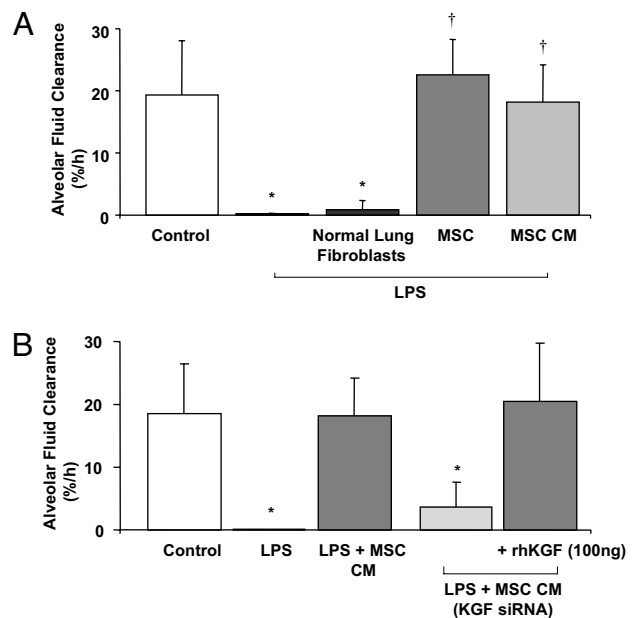 A
Alveolar Fluid Clearance
(%/h)
30
20
10
0
†
†
*
*
Control
Normal Lung
Fibroblasts
MSC
MSC CM
LPS
B
Alveolar Fluid Clearance
(%/h)
30
20
10
0
*
*
Control
LPS
LPS + MSC
CM
+ rhKGF (100ng)
LPS + MSC CM
(KGF siRNA)